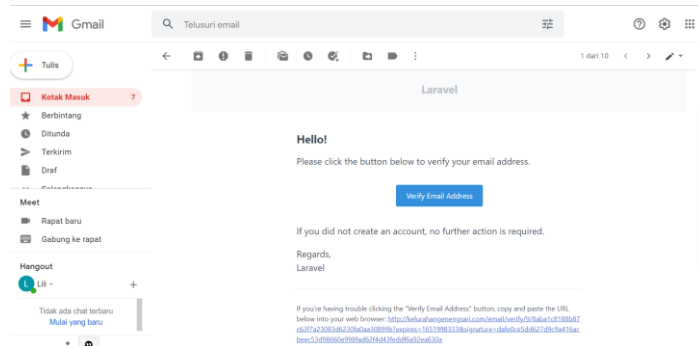 Gmail
Telusuri email
Tulis
1 dari 10
Kotak Masuk 7
Berbintang
Ditunda
Terkirim
Draf
Selengkapnya
Meet
Rapat baru
Gabung ke rapat
Hangout
L Lili
Tidak ada chat terbaru
Mulai yang baru
Laravel
Hello!
Please click the button below to verify your email address.
Verify Email Address
If you did not create an account, no further action is required.
Regards,
Laravel
If you're having trouble clicking the "Verify Email Address" button, copy and paste the URL
below into your web browser: